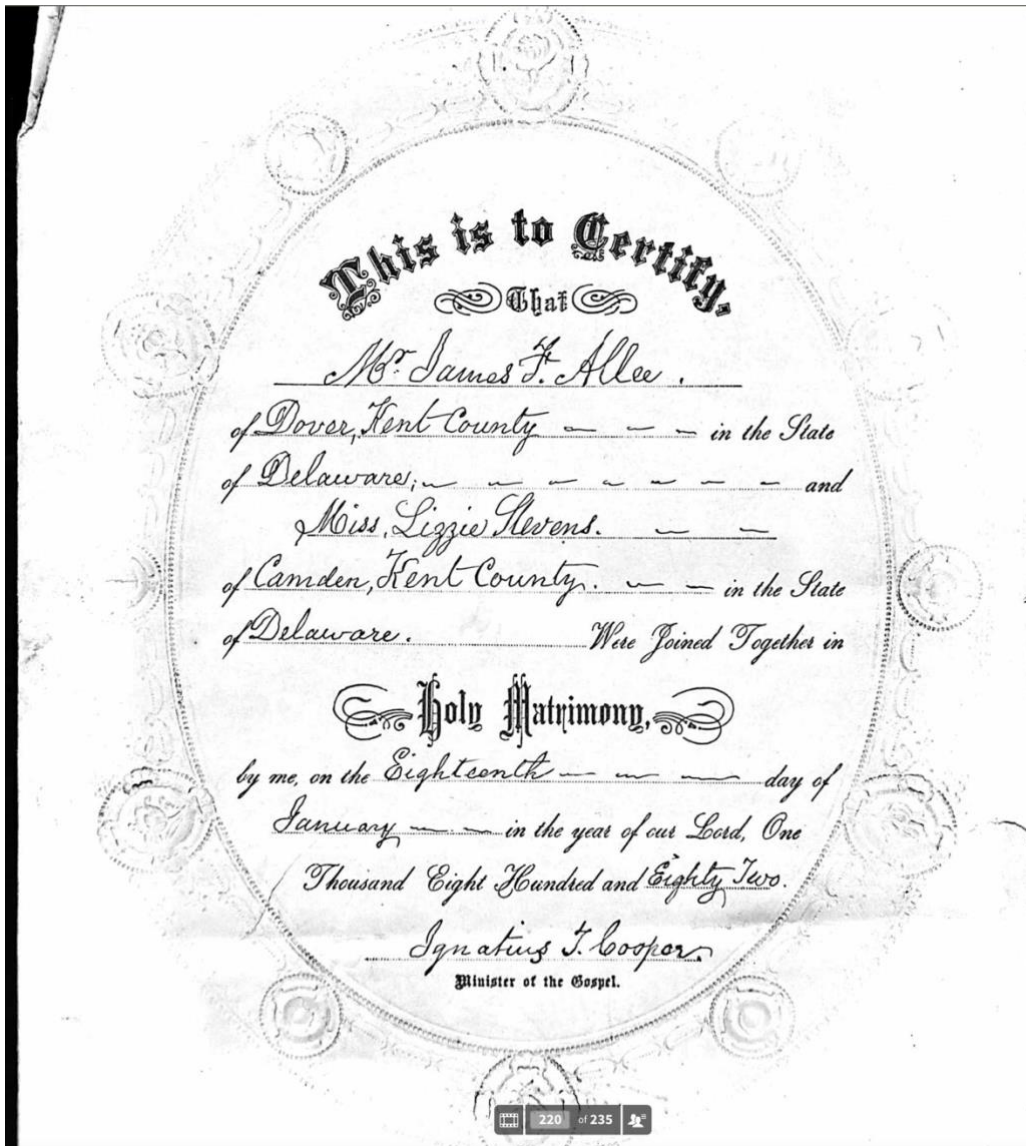 This is to Certify,
That
Mr. James F. Allee.
of Dover, Kent County — — — in the State
of Delaware; — — — — — — — and
Miss, Lizzie Stevens. — —
of Camden, Kent County. — — in the State
of Delaware. Were Joined Together in
Holy Matrimony,
by me, on the Eighteenth — — — day of
January — — in the year of our Lord, One
Thousand Eight Hundred and Eighty Two.
Ignatius T. Cooper.
Minister of the Gospel.
220 of 235